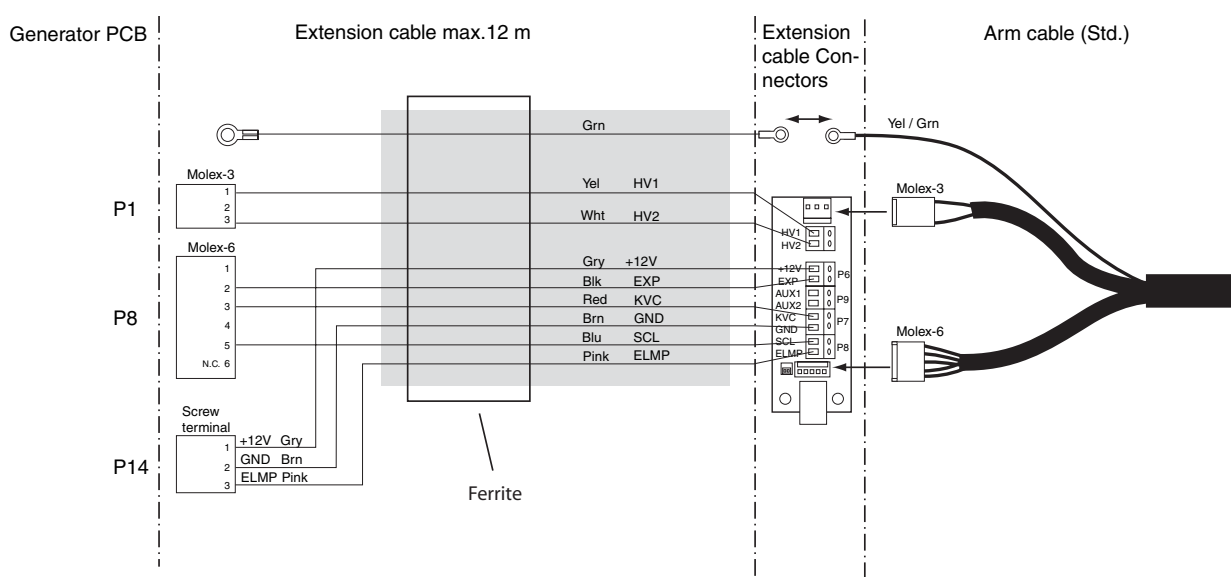 Generator PCB
Extension cable max.12 m
Extension
cable Con-
nectors
Arm cable (Std.)
Grn
Yel / Grn
Molex-3
P1
1
2
3
Yel HV1
Wht HV2
Molex-3
HV1
HV2
Molex-6
P8
1
2
3
4
5
N.C. 6
Gry +12V
Blk EXP
Red KVC
Brn GND
Blu SCL
Pink ELMP
+12V
EXP
P6
AUX1
AUX2
P9
KVC
GND
P7
SCL
ELMP
P8
Molex-6
Screw
terminal
P14
1
2
3
+12V Gry
GND Brn
ELMP Pink
Ferrite